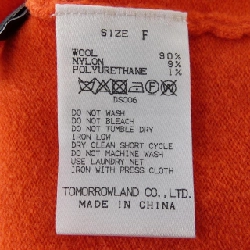 SIZE F
WOOL 90%
NYLON 9%
POLYURETHANE 1%
DS006
DO NOT WASH
DO NOT BLEACH
DO NOT TUMBLE DRY
IRON LOW
DRY CLEAN SHORT CYCLE
DO NOT MACHINE WASH
USE LAUNDRY NET
IRON WITH PRESS CLOTH
TOMORROWLAND CO., LTD.
MADE IN CHINA